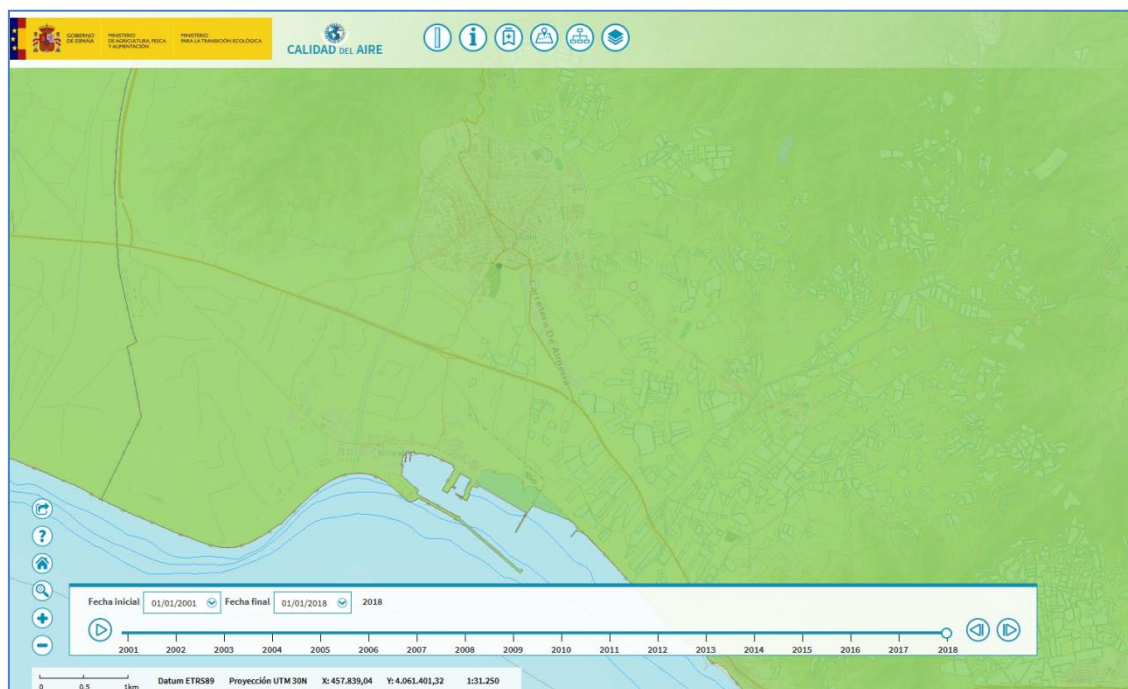 GOBIERNO
DE ESPAÑA
MINISTERIO
DE AGRICULTURA, PESCA
Y ALIMENTACIÓN
MINISTERIO
PARA LA TRANSICIÓN ECOLÓGICA
CALIDAD DEL AIRE
Carretera De Almería
Fecha inicial 01/01/2001 Fecha final 01/01/2018 2018
2001 2002 2003 2004 2005 2006 2007 2008 2009 2010 2011 2012 2013 2014 2015 2016 2017 2018
0 0.5 1km Datum ETRS89 Proyección UTM 30N X: 457.839,04 Y: 4.061.401,32 1:31.250